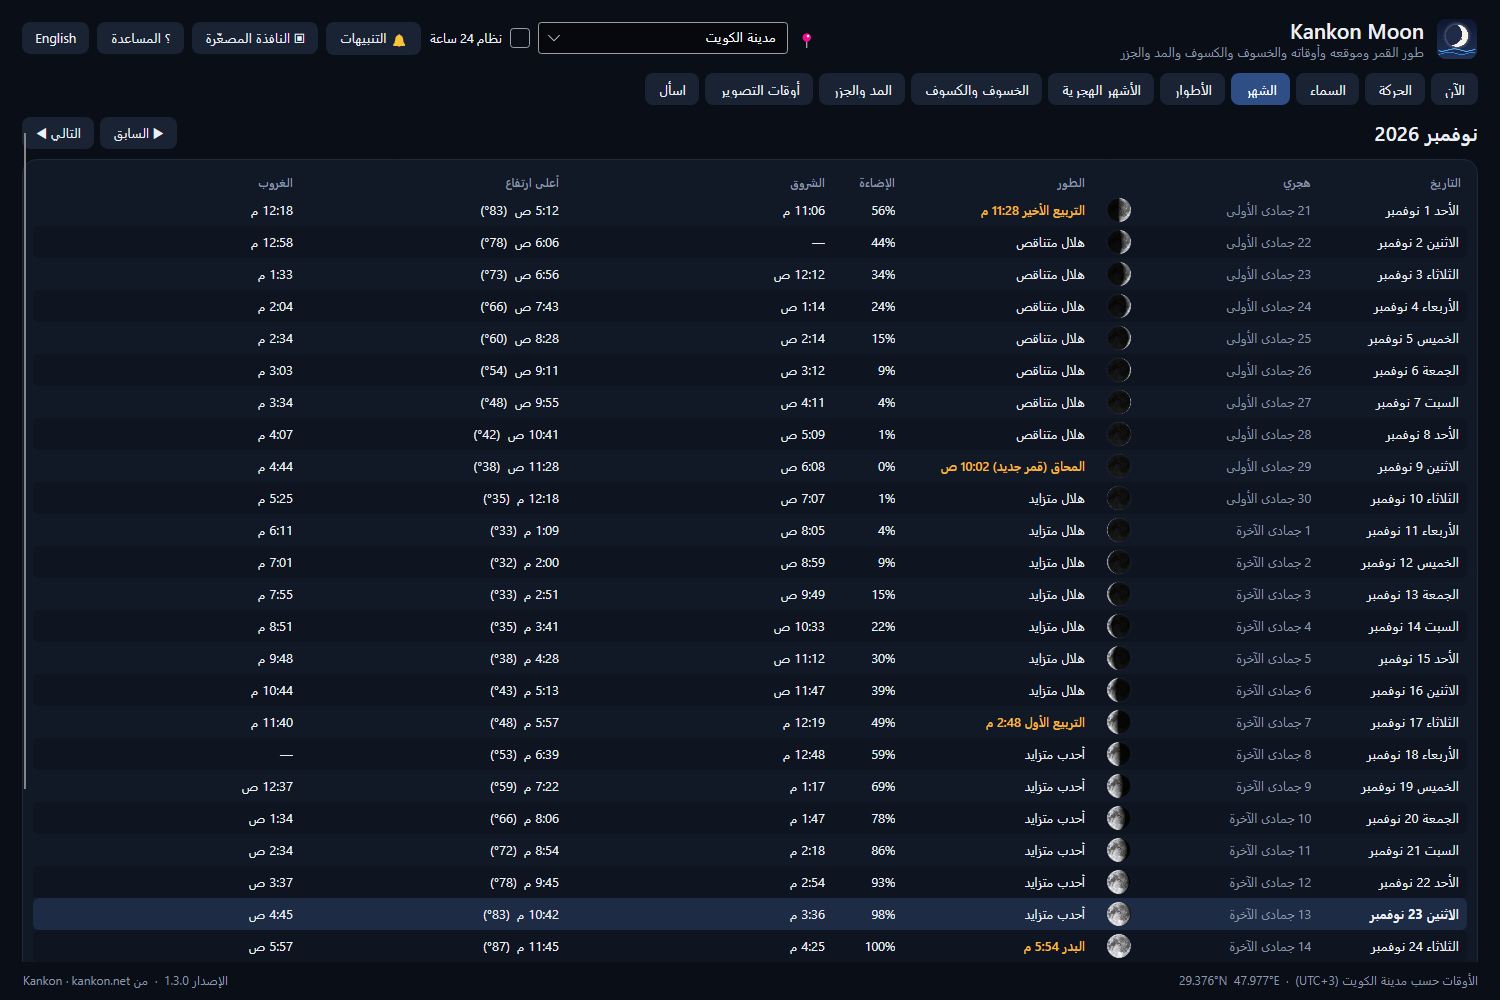 Kankon Moon
طور القمر وموقعه وأوقاته والخسوف والكسوف والمد والجزر
مدينة الكويت
نظام 24 ساعة
التنبيهات
النافذة المصغّرة
؟ المساعدة
English
الآن
الحركة
السماء
الشهر
الأطوار
الأشهر الهجرية
الخسوف والكسوف
المد والجزر
أوقات التصوير
اسأل
نوفمبر 2026
▶ السابق
التالي ◀
التاريخ هجري الطور الإضاءة الشروق أعلى ارتفاع الغروب
الأحد 1 نوفمبر 21 جمادى الأولى التربيع الأخير 11:28 م 56% 11:06 م 5:12 ص (83°) 12:18 م
الاثنين 2 نوفمبر 22 جمادى الأولى هلال متناقص 44% — 6:06 ص (78°) 12:58 م
الثلاثاء 3 نوفمبر 23 جمادى الأولى هلال متناقص 34% 12:12 ص 6:56 ص (73°) 1:33 م
الأربعاء 4 نوفمبر 24 جمادى الأولى هلال متناقص 24% 1:14 ص 7:43 ص (66°) 2:04 م
الخميس 5 نوفمبر 25 جمادى الأولى هلال متناقص 15% 2:14 ص 8:28 ص (60°) 2:34 م
الجمعة 6 نوفمبر 26 جمادى الأولى هلال متناقص 9% 3:12 ص 9:11 ص (54°) 3:03 م
السبت 7 نوفمبر 27 جمادى الأولى هلال متناقص 4% 4:11 ص 9:55 ص (48°) 3:34 م
الأحد 8 نوفمبر 28 جمادى الأولى هلال متناقص 1% 5:09 ص 10:41 ص (42°) 4:07 م
الاثنين 9 نوفمبر 29 جمادى الأولى المحاق (قمر جديد) 10:02 ص 0% 6:08 ص 11:28 ص (38°) 4:44 م
الثلاثاء 10 نوفمبر 30 جمادى الأولى هلال متزايد 1% 7:07 ص 12:18 م (35°) 5:25 م
الأربعاء 11 نوفمبر 1 جمادى الآخرة هلال متزايد 4% 8:05 ص 1:09 م (33°) 6:11 م
الخميس 12 نوفمبر 2 جمادى الآخرة هلال متزايد 9% 8:59 ص 2:00 م (32°) 7:01 م
الجمعة 13 نوفمبر 3 جمادى الآخرة هلال متزايد 15% 9:49 ص 2:51 م (33°) 7:55 م
السبت 14 نوفمبر 4 جمادى الآخرة هلال متزايد 22% 10:33 ص 3:41 م (35°) 8:51 م
الأحد 15 نوفمبر 5 جمادى الآخرة هلال متزايد 30% 11:12 ص 4:28 م (38°) 9:48 م
الاثنين 16 نوفمبر 6 جمادى الآخرة هلال متزايد 39% 11:47 ص 5:13 م (43°) 10:44 م
الثلاثاء 17 نوفمبر 7 جمادى الآخرة التربيع الأول 2:48 م 49% 12:19 م 5:57 م (48°) 11:40 م
الأربعاء 18 نوفمبر 8 جمادى الآخرة أحدب متزايد 59% 12:48 م 6:39 م (53°) —
الخميس 19 نوفمبر 9 جمادى الآخرة أحدب متزايد 69% 1:17 م 7:22 م (59°) 12:37 ص
الجمعة 20 نوفمبر 10 جمادى الآخرة أحدب متزايد 78% 1:47 م 8:06 م (66°) 1:34 ص
السبت 21 نوفمبر 11 جمادى الآخرة أحدب متزايد 86% 2:18 م 8:54 م (72°) 2:34 ص
الأحد 22 نوفمبر 12 جمادى الآخرة أحدب متزايد 93% 2:54 م 9:45 م (78°) 3:37 ص
الاثنين 23 نوفمبر 13 جمادى الآخرة أحدب متزايد 98% 3:36 م 10:42 م (83°) 4:45 ص
الثلاثاء 24 نوفمبر 14 جمادى الآخرة البدر 5:54 م 100% 4:25 م 11:45 م (87°) 5:57 ص
الأوقات حسب مدينة الكويت (UTC+3) · 29.376°N 47.977°E
الإصدار 1.3.0 · من Kankon · kankon.net